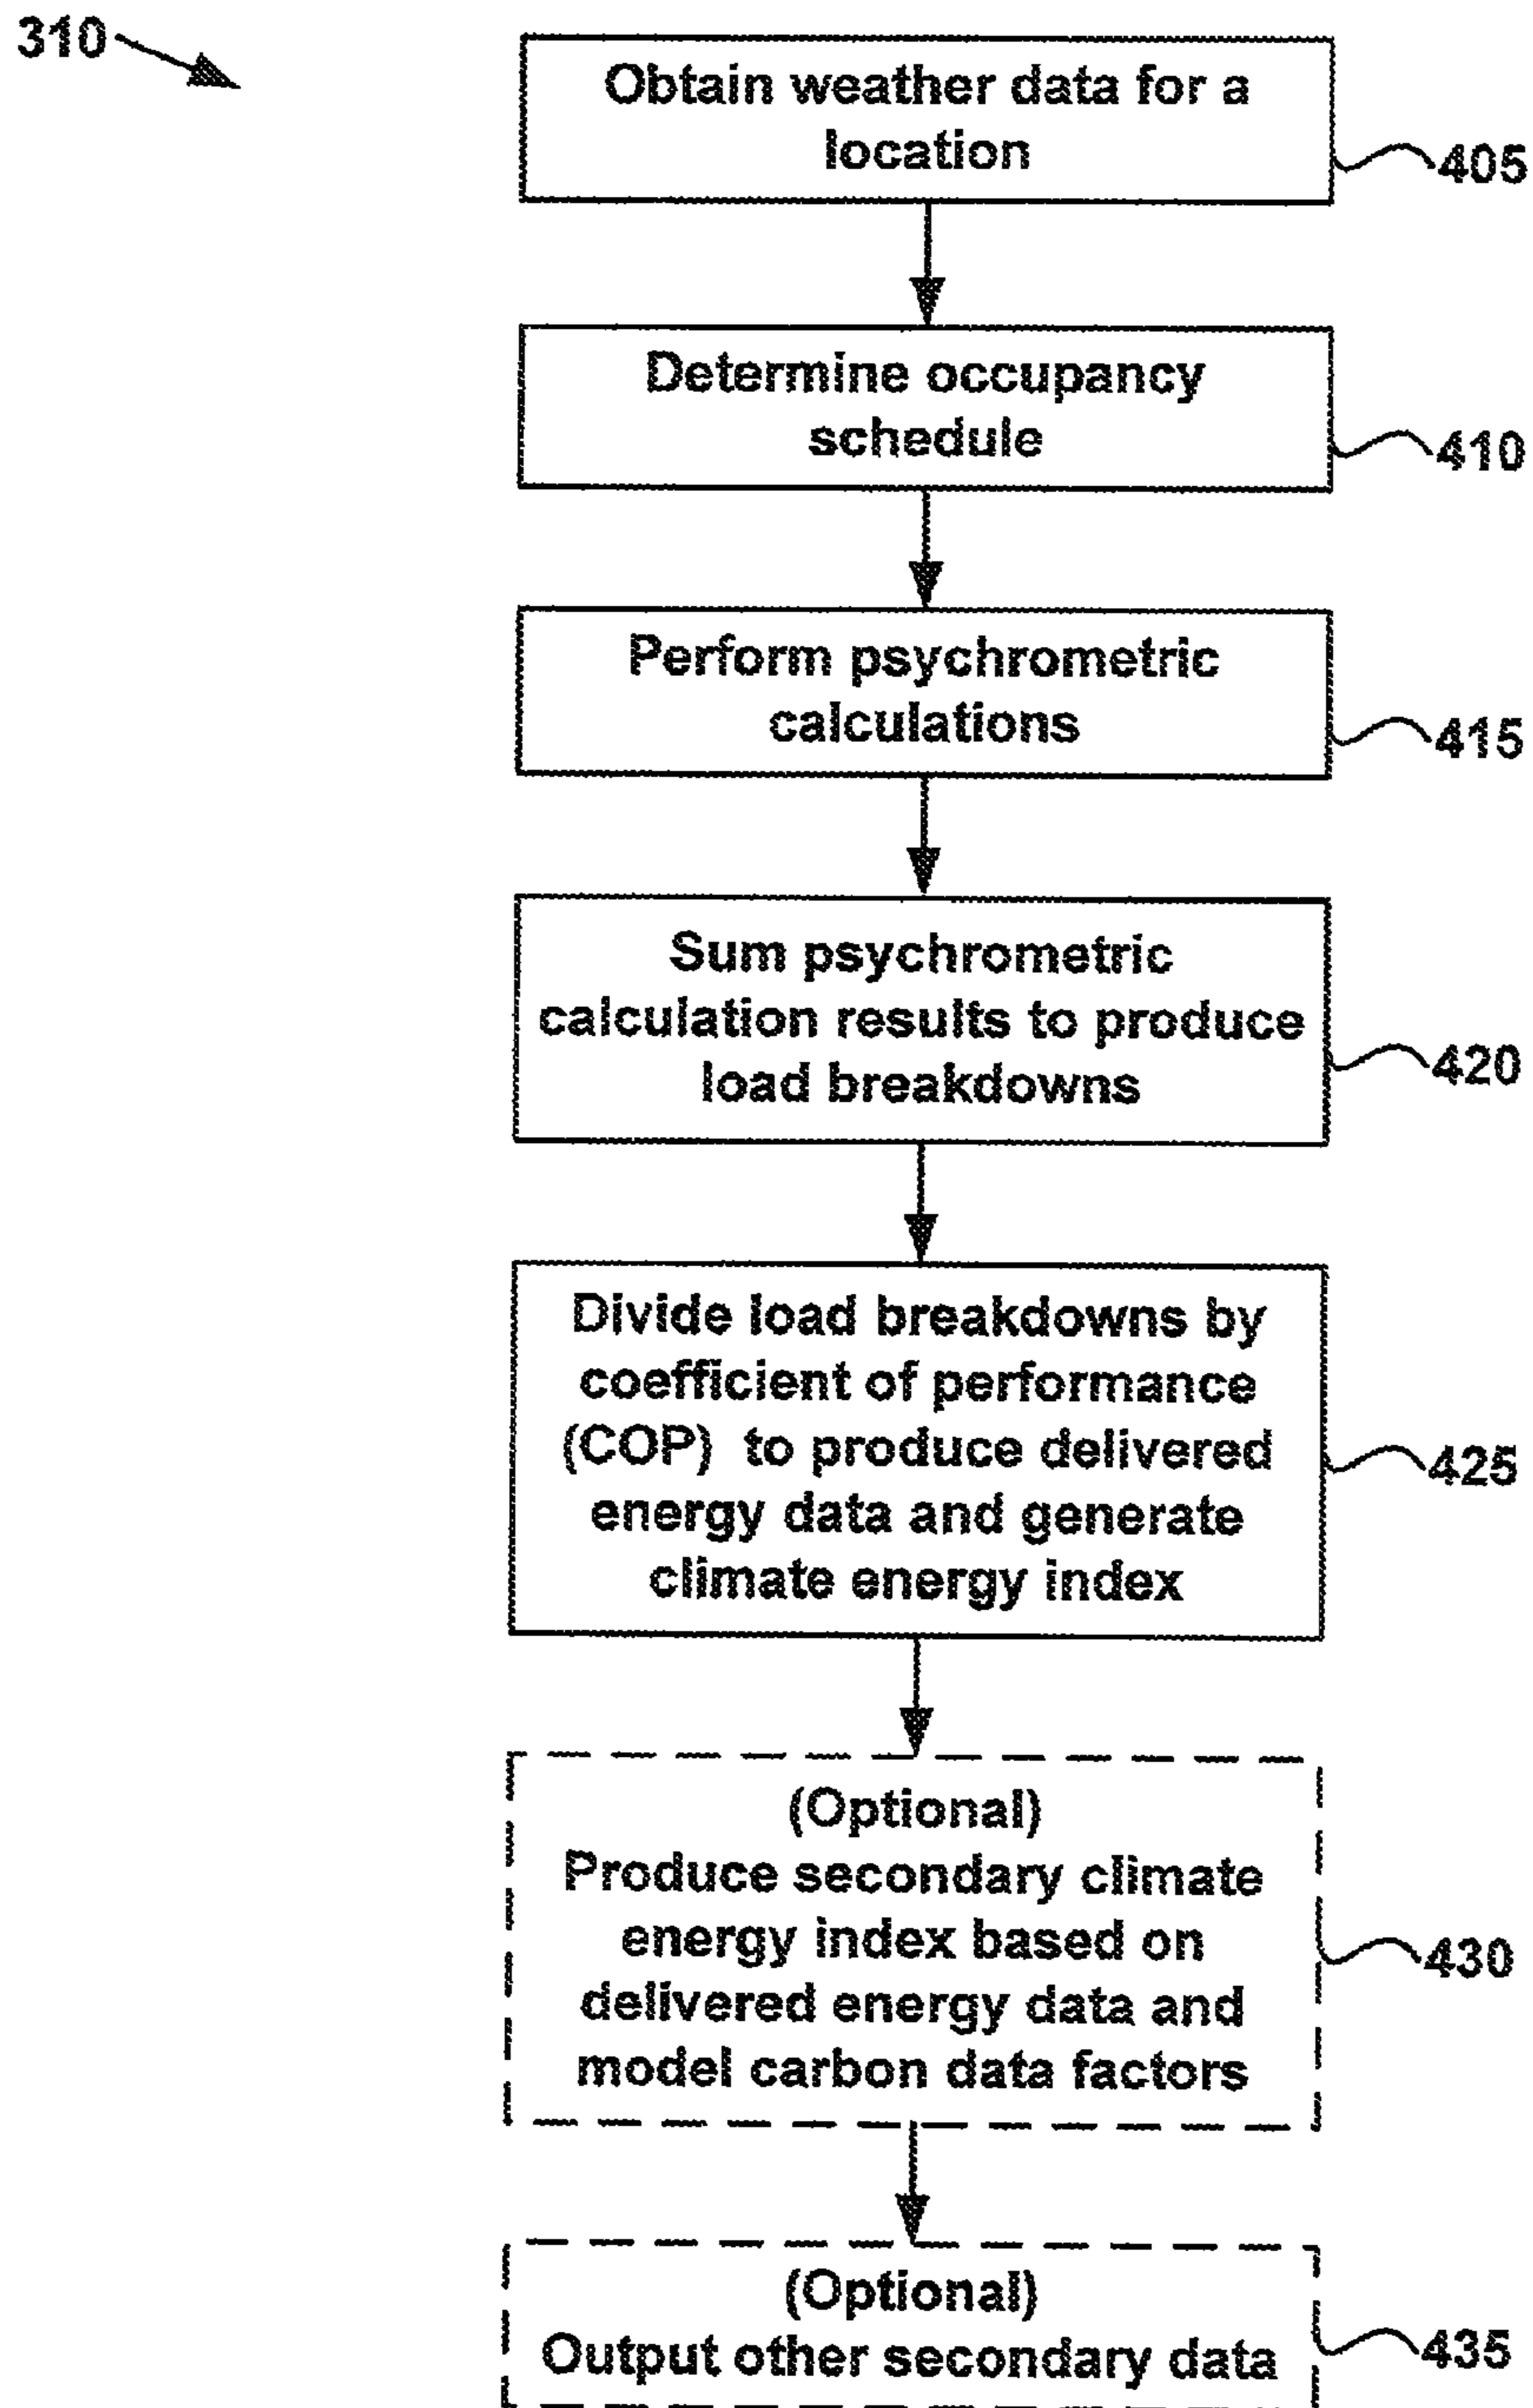 310
Obtain weather data for a
location
405
Determine occupancy
schedule
410
Perform psychrometric
calculations
415
Sum psychrometric
calculation results to produce
load breakdowns
420
Divide load breakdowns by
coefficient of performance
(COP) to produce delivered
energy data and generate
climate energy index
425
(Optional)
Produce secondary climate
energy index based on
delivered energy data and
model carbon data factors
430
(Optional)
Output other secondary data
435